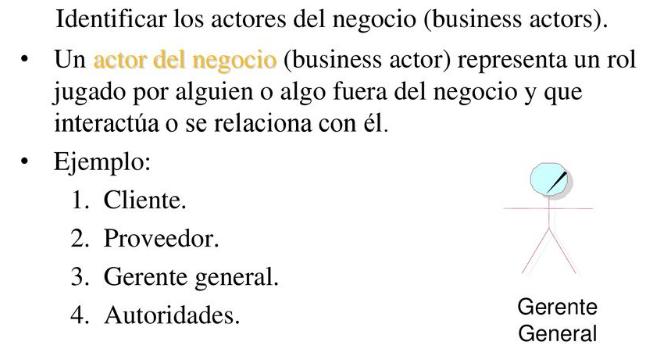 Identificar los actores del negocio (business actors).
• Un actor del negocio (business actor) representa un rol
jugado por alguien o algo fuera del negocio y que
interactúa o se relaciona con él.
• Ejemplo:
1. Cliente.
2. Proveedor.
3. Gerente general.
4. Autoridades.
Gerente
General